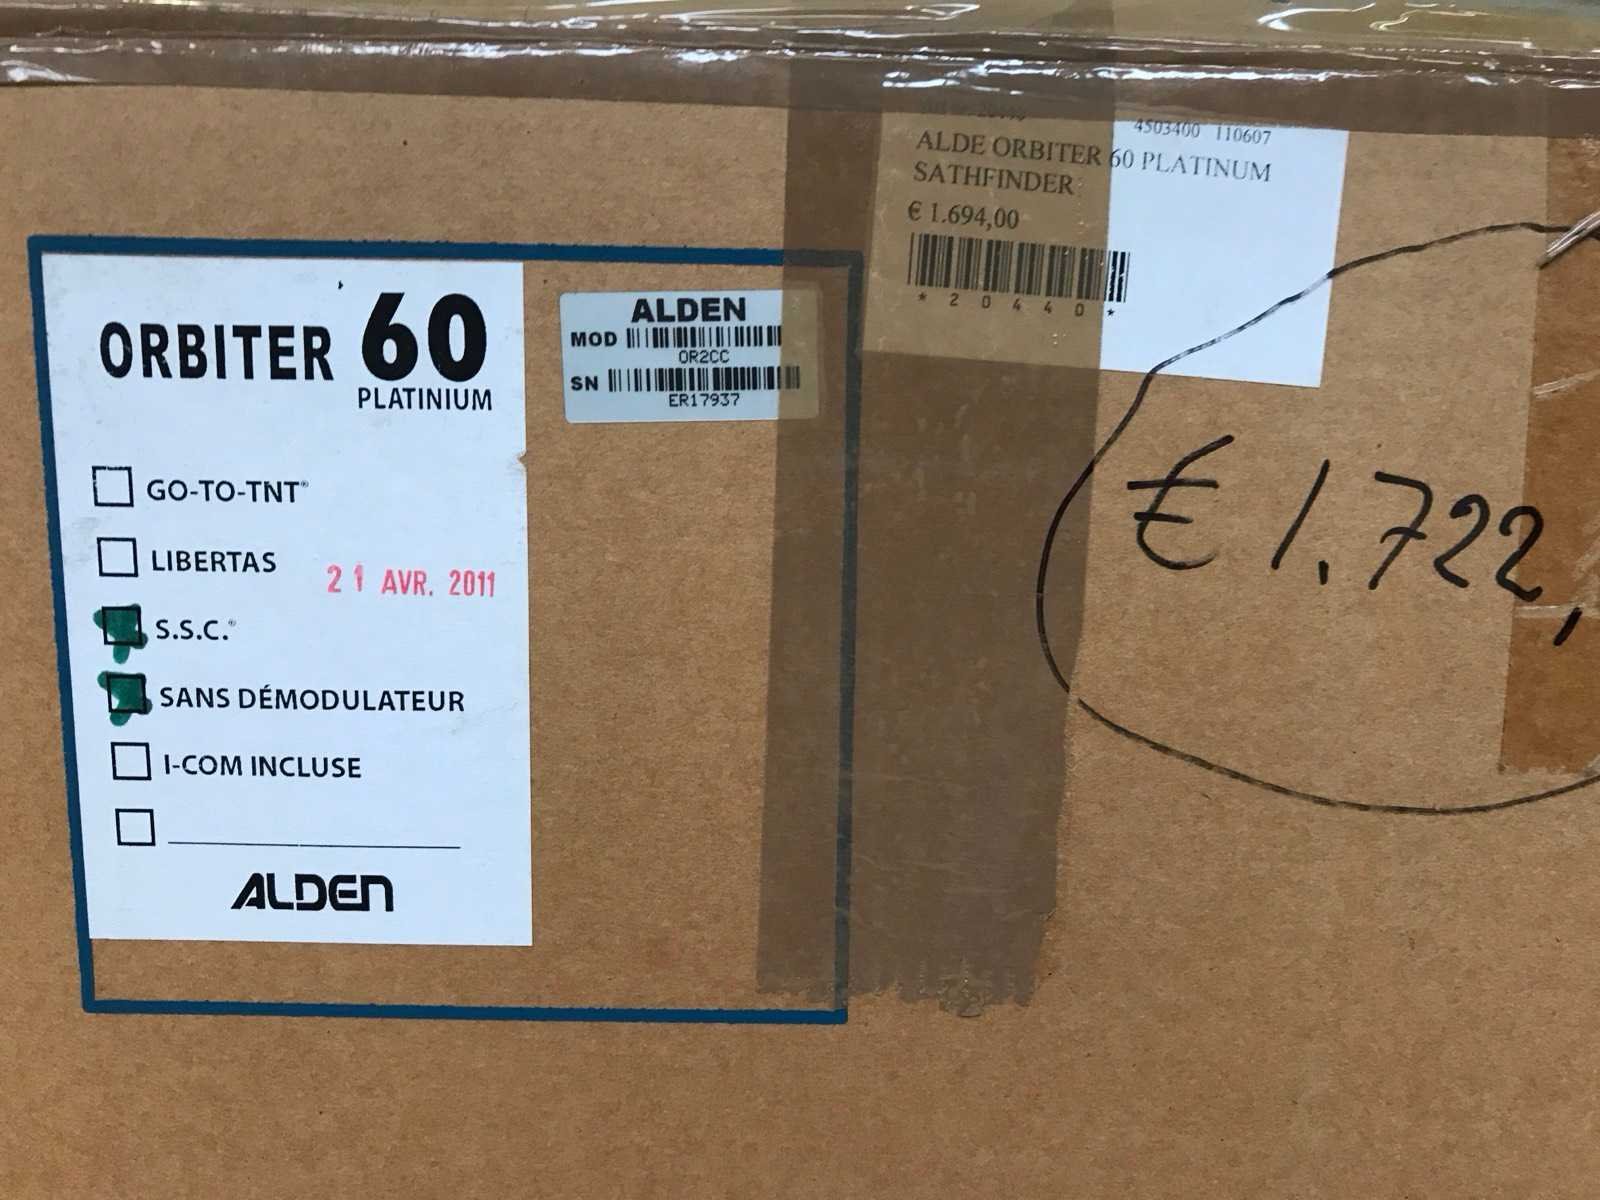 4503400 110607
ALDE ORBITER 60 PLATINUM
SATHFINDER
€ 1.694,00
* 2 0 4 4 0 *
ALDEN
MOD
OR2CC
SN
ER17937
ORBITER 60
PLATINIUM
GO-TO-TNT®
LIBERTAS
21 AVR. 2011
S.S.C.®
SANS DÉMODULATEUR
I-COM INCLUSE
ALDEN
€ 1.722,